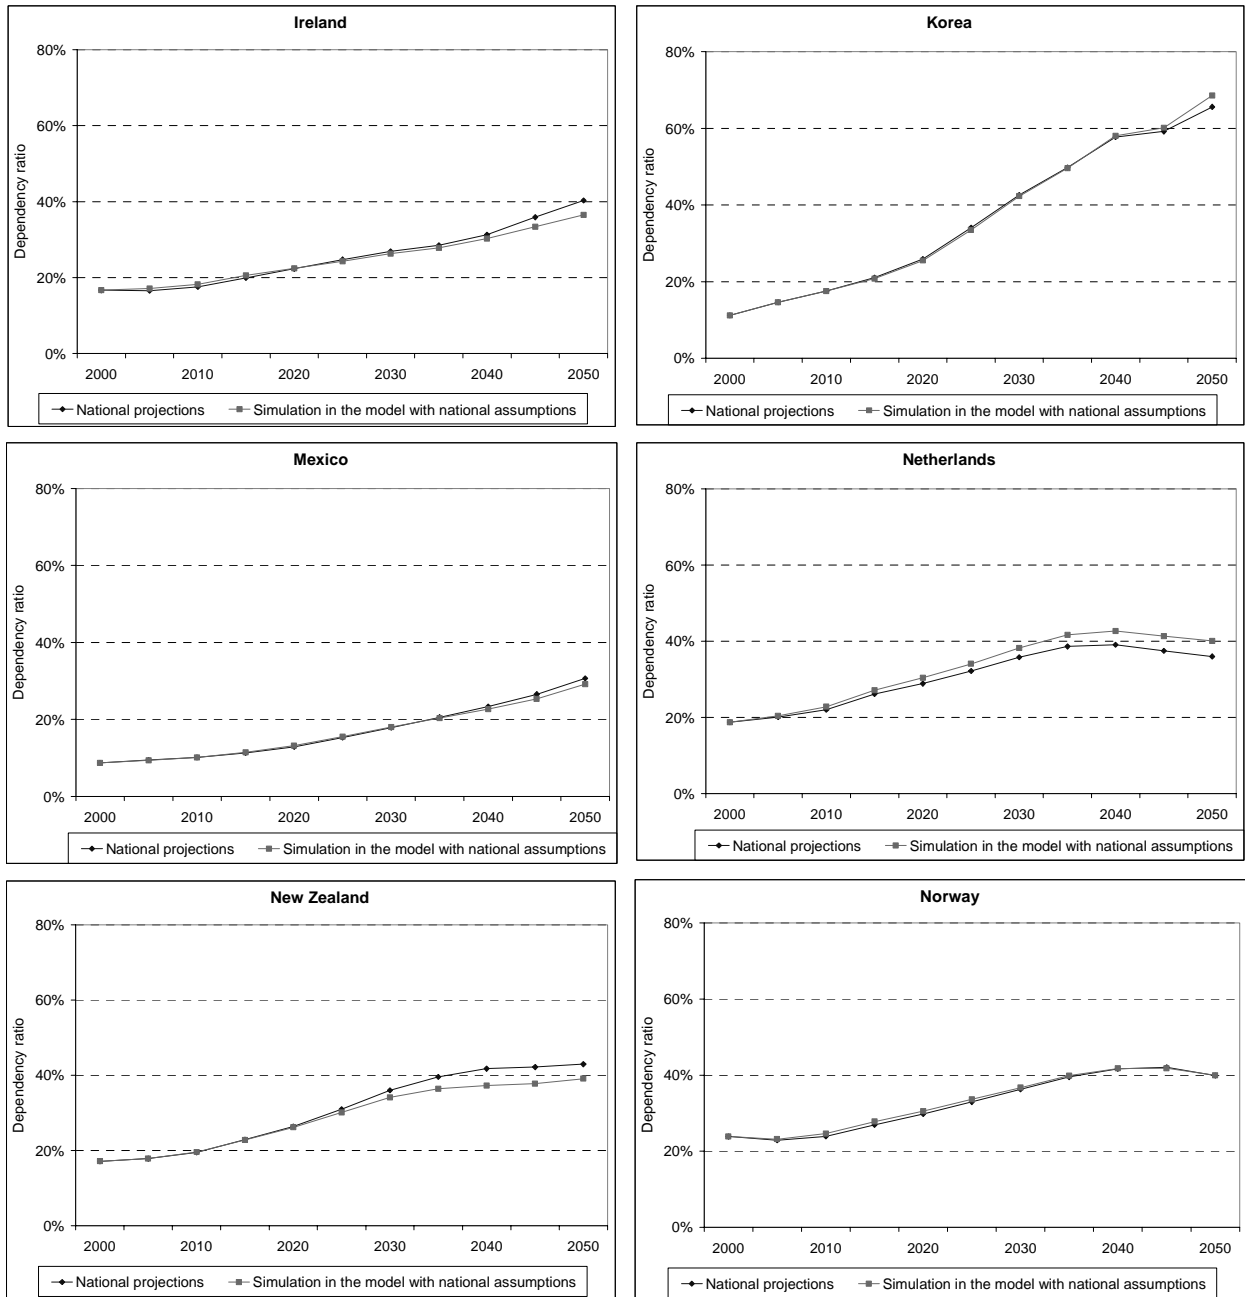 Ireland
80%
60%
40%
20%
0%
Dependency ratio
2000 2010 2020 2030 2040 2050
National projections Simulation in the model with national assumptions
Korea
80%
60%
40%
20%
0%
Dependency ratio
2000 2010 2020 2030 2040 2050
National projections Simulation in the model with national assumptions
Mexico
80%
60%
40%
20%
0%
Dependency ratio
2000 2010 2020 2030 2040 2050
National projections Simulation in the model with national assumptions
Netherlands
80%
60%
40%
20%
0%
Dependency ratio
2000 2010 2020 2030 2040 2050
National projections Simulation in the model with national assumptions
New Zealand
80%
60%
40%
20%
0%
Dependency ratio
2000 2010 2020 2030 2040 2050
National projections Simulation in the model with national assumptions
Norway
80%
60%
40%
20%
0%
Dependency ratio
2000 2010 2020 2030 2040 2050
National projections Simulation in the model with national assumptions